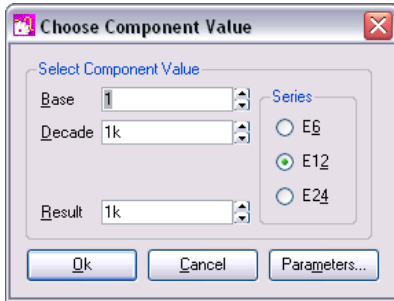 Choose Component Value
Select Component Value
Base 1
Series
Decade 1k
E6
E12
E24
Result 1k
Ok Cancel Parameters...